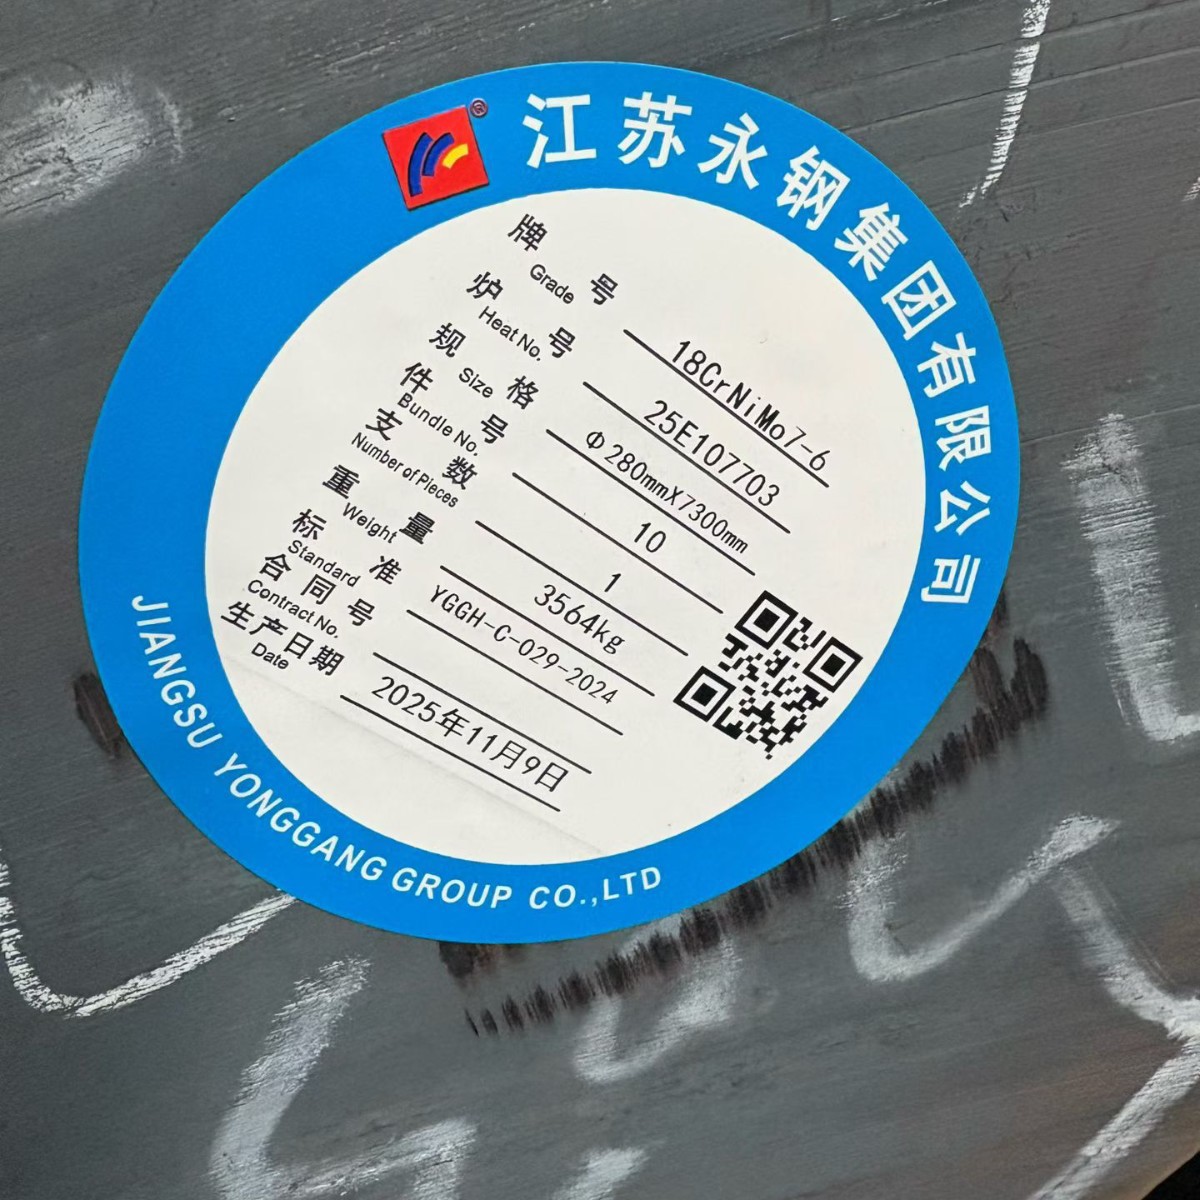 江苏永钢集团有限公司
牌号 18CrNiMo7-6
Grade
炉号 25E107703
Heat No.
规格 Φ280mmX7300mm
Size
件号 10
Bundle No.
支数 1
Number of Pieces
重量 3564kg
Weight
标准 YGGH-C-029-2024
Standard
合同号
Contract No.
生产日期 2025年11月9日
Date
JIANGSU YONGGANG GROUP CO.,LTD